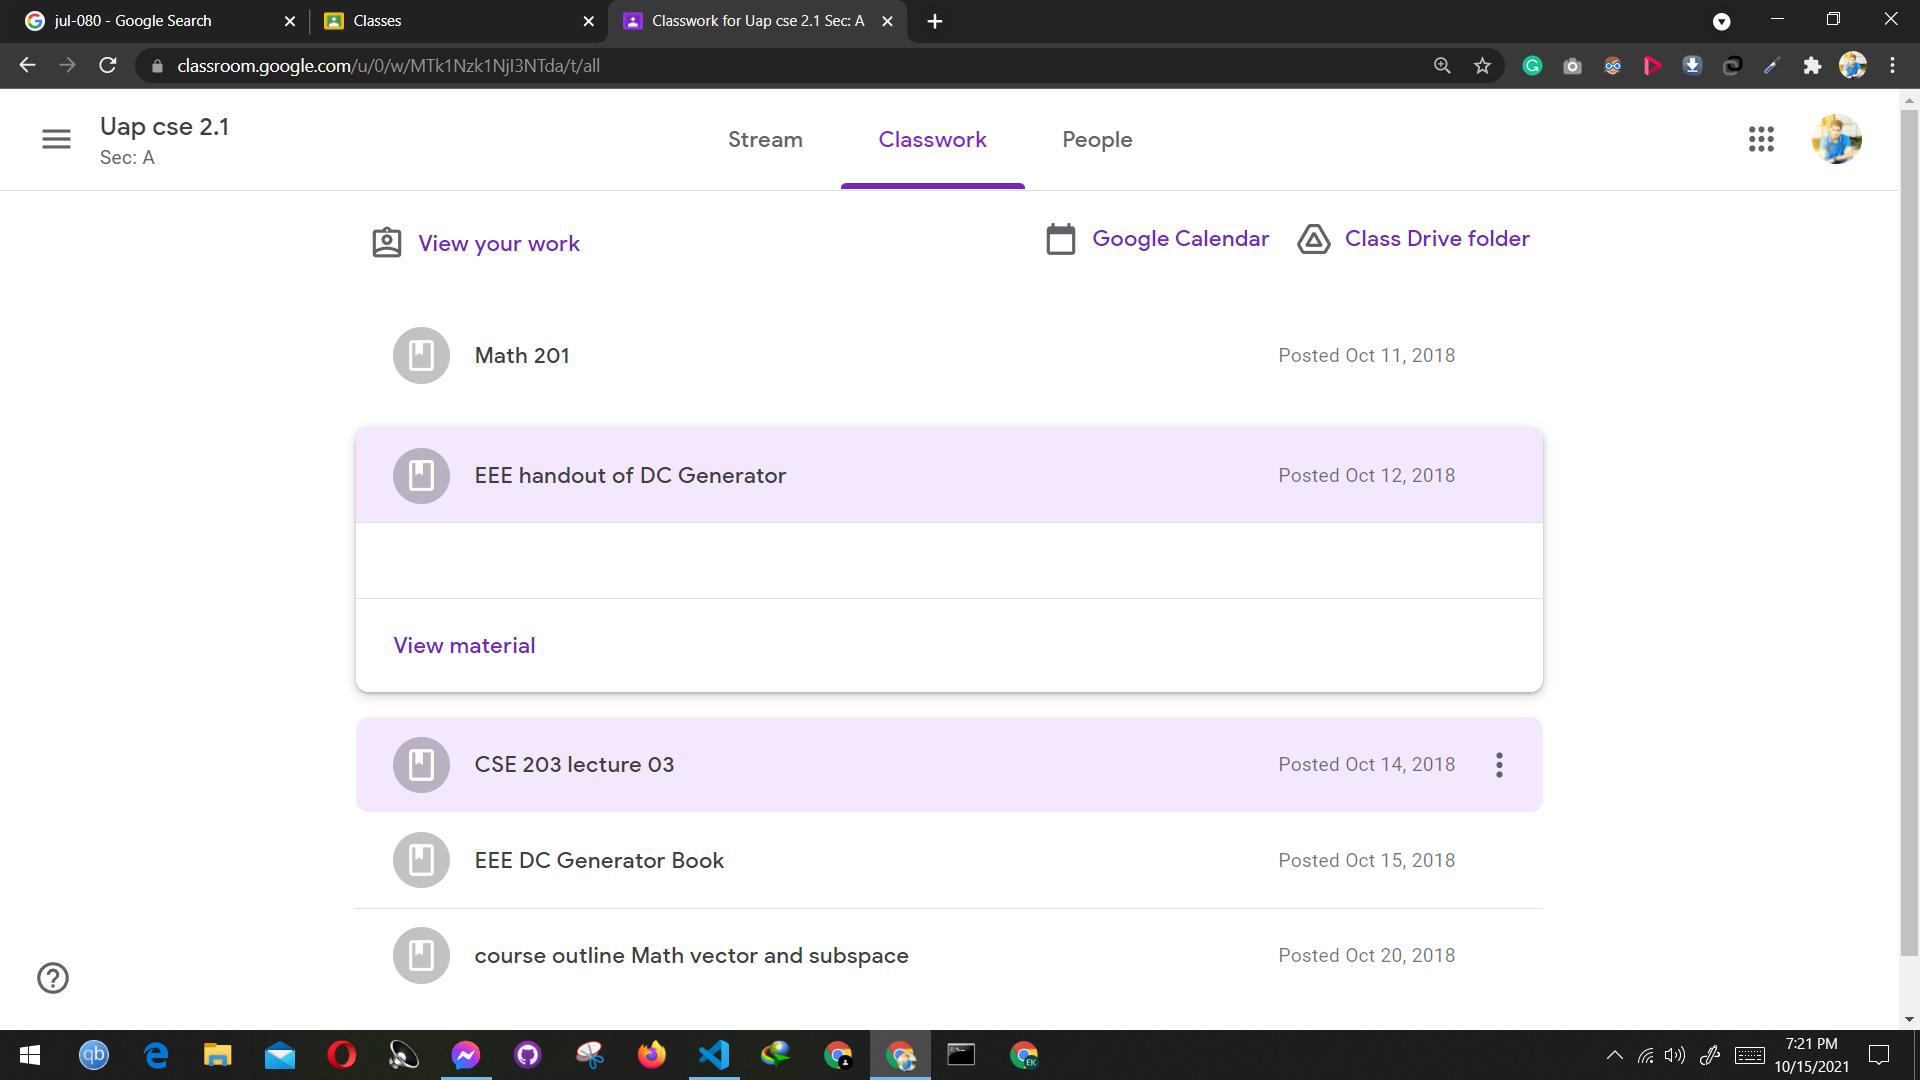 jul-080 - Google Search
Classes
Classwork for Uap cse 2.1 Sec: A
classroom.google.com/u/0/w/MTk1Nzk1NjI3NTda/t/all
Uap cse 2.1
Sec: A
Stream
Classwork
People
View your work
Google Calendar
Class Drive folder
Math 201
Posted Oct 11, 2018
EEE handout of DC Generator
Posted Oct 12, 2018
View material
CSE 203 lecture 03
Posted Oct 14, 2018
EEE DC Generator Book
Posted Oct 15, 2018
course outline Math vector and subspace
Posted Oct 20, 2018
qb
EK
7:21 PM
10/15/2021